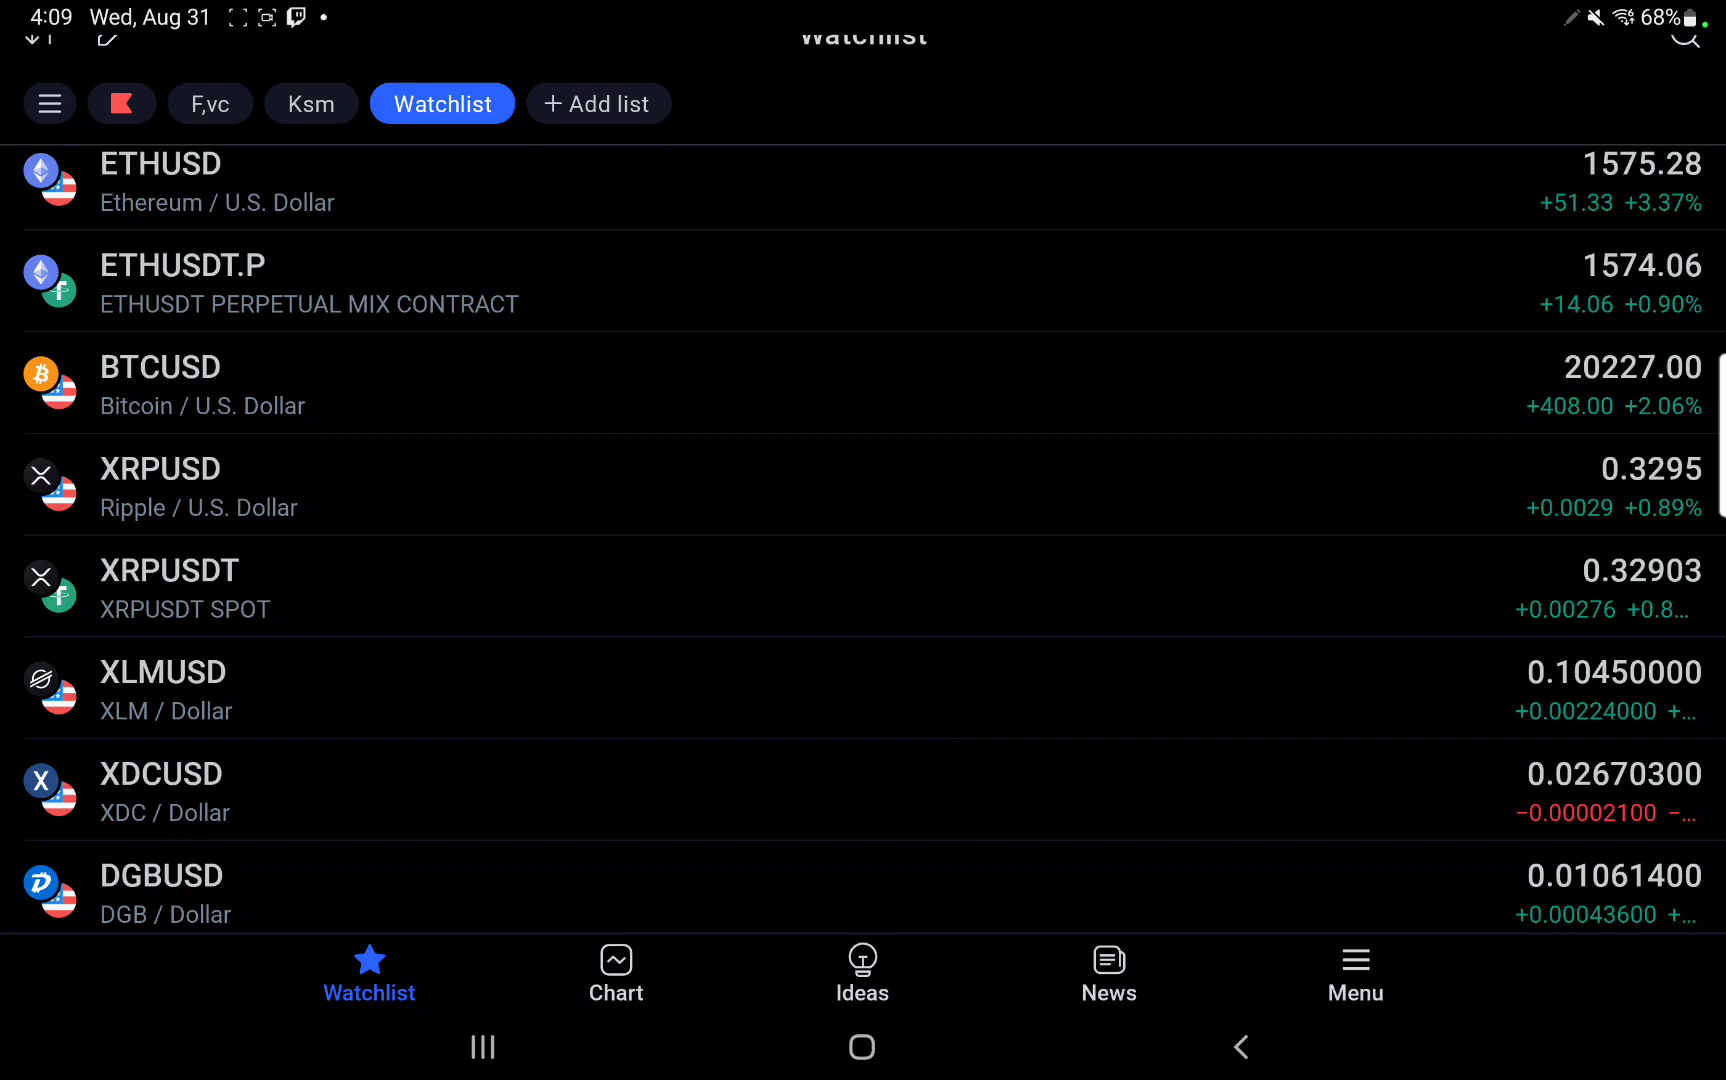 4:09 Wed, Aug 31 68%
Watchlist
F,vc Ksm Watchlist + Add list
ETHUSD 1575.28
Ethereum / U.S. Dollar +51.33 +3.37%
ETHUSDT.P 1574.06
ETHUSDT PERPETUAL MIX CONTRACT +14.06 +0.90%
BTCUSD 20227.00
Bitcoin / U.S. Dollar +408.00 +2.06%
XRPUSD 0.3295
Ripple / U.S. Dollar +0.0029 +0.89%
XRPUSDT 0.32903
XRPUSDT SPOT +0.00276 +0.8...
XLMUSD 0.10450000
XLM / Dollar +0.00224000 +...
XDCUSD 0.02670300
XDC / Dollar −0.00002100 −...
DGBUSD 0.01061400
DGB / Dollar +0.00043600 +...
Watchlist Chart Ideas News Menu